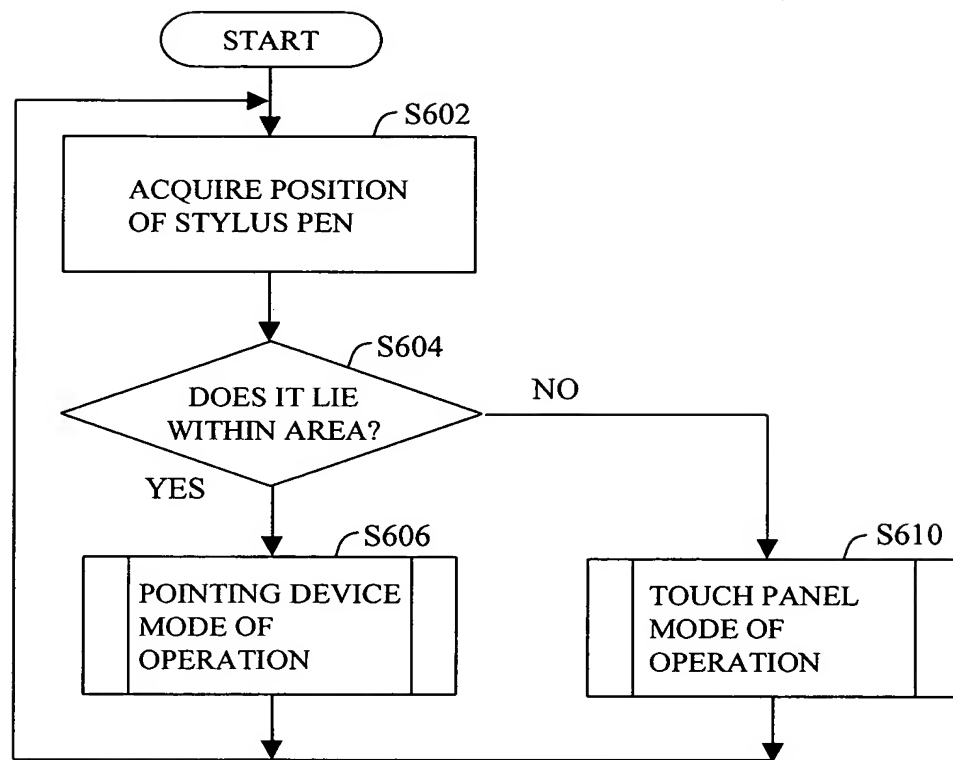 START
S602
ACQUIRE POSITION
OF STYLUS PEN
S604
DOES IT LIE
WITHIN AREA?
NO
YES
S606
POINTING DEVICE
MODE OF
OPERATION
S610
TOUCH PANEL
MODE OF
OPERATION